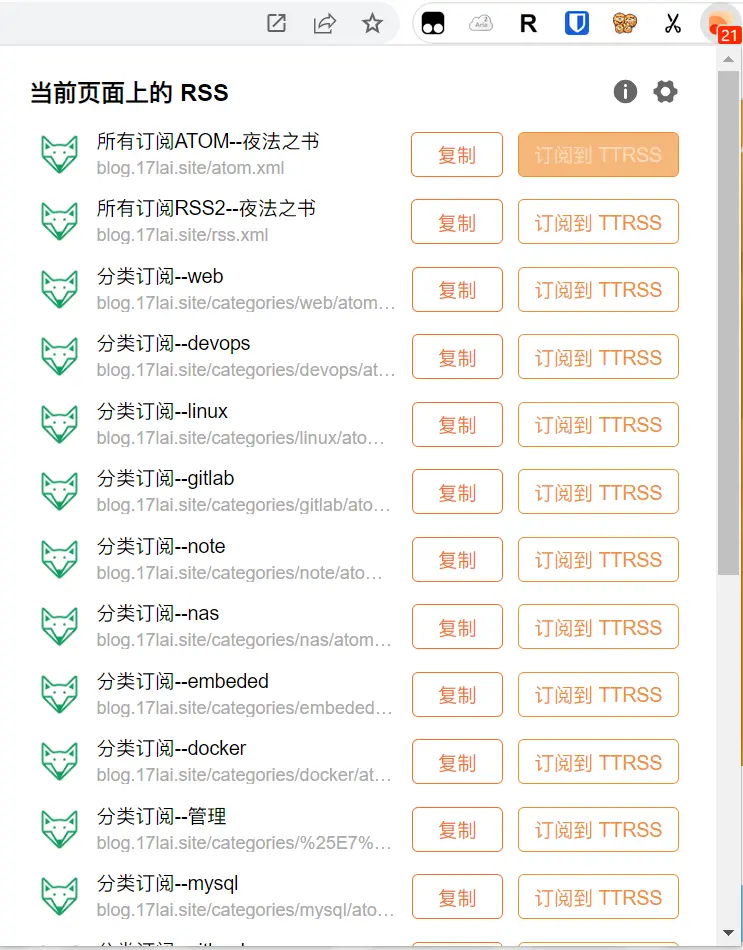 R
21
当前页面上的 RSS
所有订阅ATOM--夜法之书
blog.17lai.site/atom.xml
复制
订阅到 TTRSS
所有订阅RSS2--夜法之书
blog.17lai.site/rss.xml
复制
订阅到 TTRSS
分类订阅--web
blog.17lai.site/categories/web/atom…
复制
订阅到 TTRSS
分类订阅--devops
blog.17lai.site/categories/devops/at…
复制
订阅到 TTRSS
分类订阅--linux
blog.17lai.site/categories/linux/ato…
复制
订阅到 TTRSS
分类订阅--gitlab
blog.17lai.site/categories/gitlab/ato…
复制
订阅到 TTRSS
分类订阅--note
blog.17lai.site/categories/note/ato…
复制
订阅到 TTRSS
分类订阅--nas
blog.17lai.site/categories/nas/atom…
复制
订阅到 TTRSS
分类订阅--embeded
blog.17lai.site/categories/embeded…
复制
订阅到 TTRSS
分类订阅--docker
blog.17lai.site/categories/docker/at…
复制
订阅到 TTRSS
分类订阅--管理
blog.17lai.site/categories/%25E7%…
复制
订阅到 TTRSS
分类订阅--mysql
blog.17lai.site/categories/mysql/ato…
复制
订阅到 TTRSS